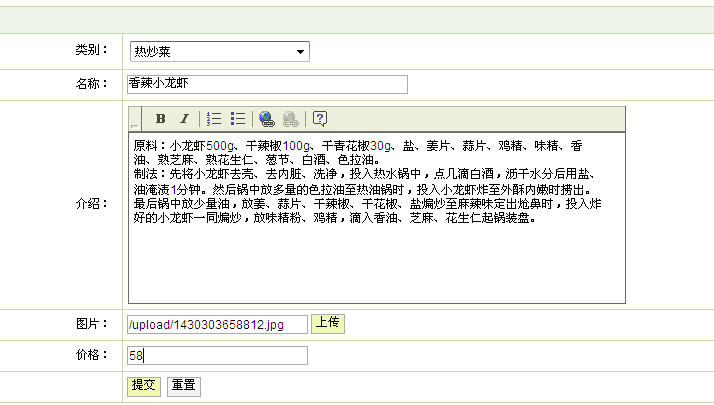 类别：
热炒菜
名称：
香辣小龙虾
B I
介绍：
原料：小龙虾500g、干辣椒100g、干青花椒30g、盐、姜片、蒜片、鸡精、味精、香
油、熟芝麻、熟花生仁、葱节、白酒、色拉油。
制法：先将小龙虾去壳、去内脏、洗净，投入热水锅中，点几滴白酒，沥干水分后用盐、
油淹渍1分钟。然后锅中放多量的色拉油至热油锅时，投入小龙虾炸至外酥内嫩时捞出。
最后锅中放少量油，放姜、蒜片、干辣椒、干花椒、盐煸炒至麻辣味定出炝鼻时，投入炸
好的小龙虾一同煸炒，放味精粉、鸡精，滴入香油、芝麻、花生仁起锅装盘。
图片：
/upload/1430303658812.jpg 上传
价格：
58
提交 重置